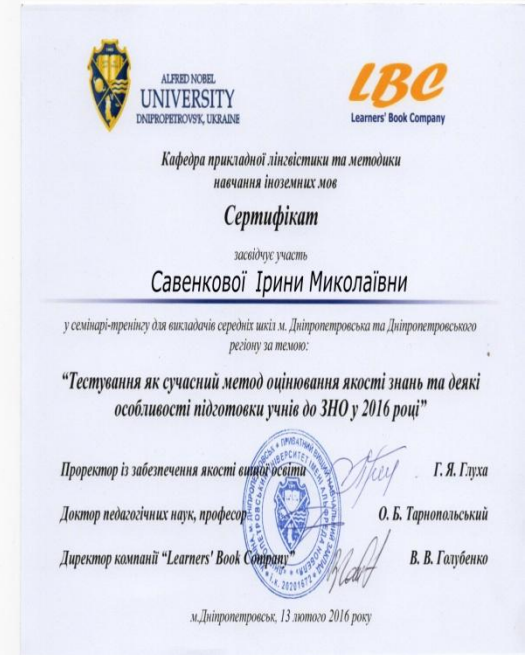 ALFRED NOBEL
UNIVERSITY
DNIPROPETROVS'K, UKRAINE
LBC
Learners' Book Company
Кафедра прикладної лінгвістики та методики
навчання іноземних мов
Сертифікат
засвідчує участь
Савенкової Ірини Миколаївни
у семінарі-тренінгу для викладачів середніх шкіл м. Дніпропетровська та Дніпропетровського
регіону за темою:
“Тестування як сучасний метод оцінювання якості знань та деякі
особливості підготовки учнів до ЗНО у 2016 році”
Проректор із забезпечення якості вищої освіти Г. Я. Глуха
Доктор педагогічних наук, професор О. Б. Тарнопольський
Директор компанії “Learners' Book Company” В. В. Голубенко
м.Дніпропетровськ, 13 лютого 2016 року